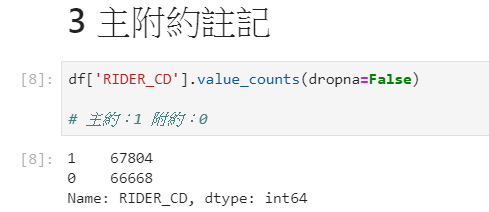 3 主附約註記
[8]: df['RIDER_CD'].value_counts(dropna=False)
# 主約：1 附約：0
[8]: 1    67804
0    66668
Name: RIDER_CD, dtype: int64